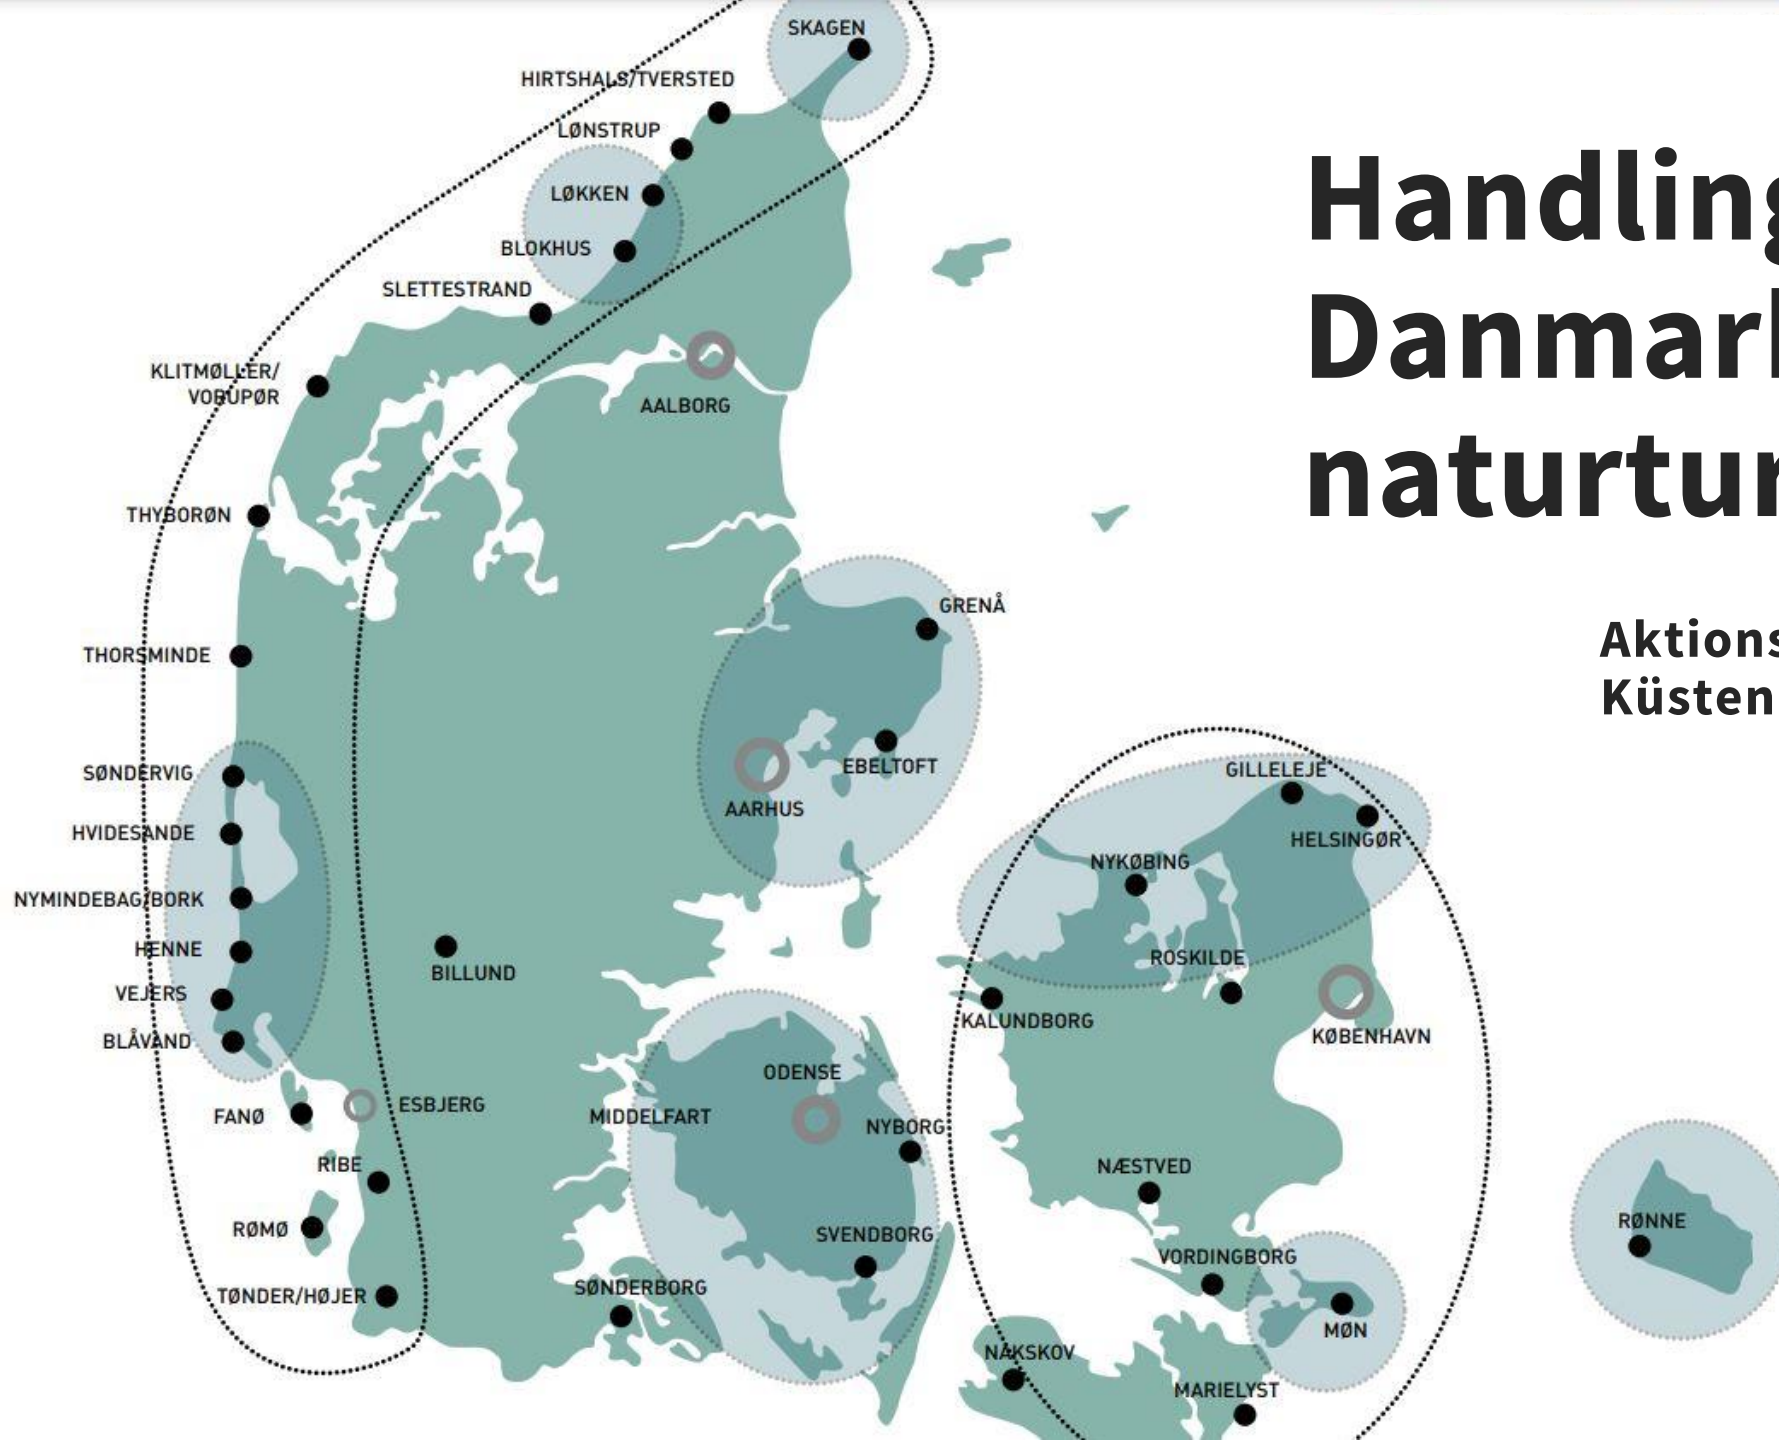 SKAGEN
HIRTSHALS/TVERSTED
LØNSTRUP
LØKKEN
BLOKHUS
SLETTESTRAND
KLITMØLLER/
VORUPØR
AALBORG
THYBORØN
THORSMINDE
GRENÅ
EBELTOFT
AARHUS
SØNDERVIG
HVIDESANDE
NYMINDEBAG/BORK
HENNE
VEJERS
BLÅVAND
BILLUND
FANØ
ESBJERG
RIBE
RØMØ
TØNDER/HØJER
MIDDELFART
ODENSE
NYBORG
SVENDBORG
SØNDERBORG
GILLELEJE
HELSINGØR
NYKØBING
ROSKILDE
KALUNDBORG
KØBENHAVN
NÆSTVED
VORDINGBORG
MØN
NAKSKOV
MARIELYST
RØNNE
Handling
Danmark
naturtur
Aktions
Küsten